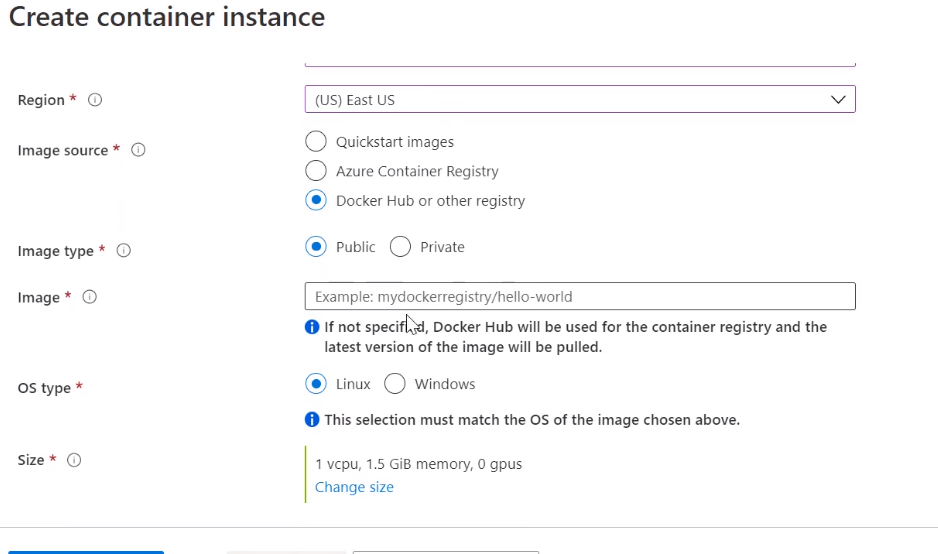 Create container instance
Region *
(US) East US
Image source *
Quickstart images
Azure Container Registry
Docker Hub or other registry
Image type *
Public Private
Image *
Example: mydockerregistry/hello-world
If not specified, Docker Hub will be used for the container registry and the
latest version of the image will be pulled.
OS type *
Linux Windows
This selection must match the OS of the image chosen above.
Size *
1 vcpu, 1.5 GiB memory, 0 gpus
Change size